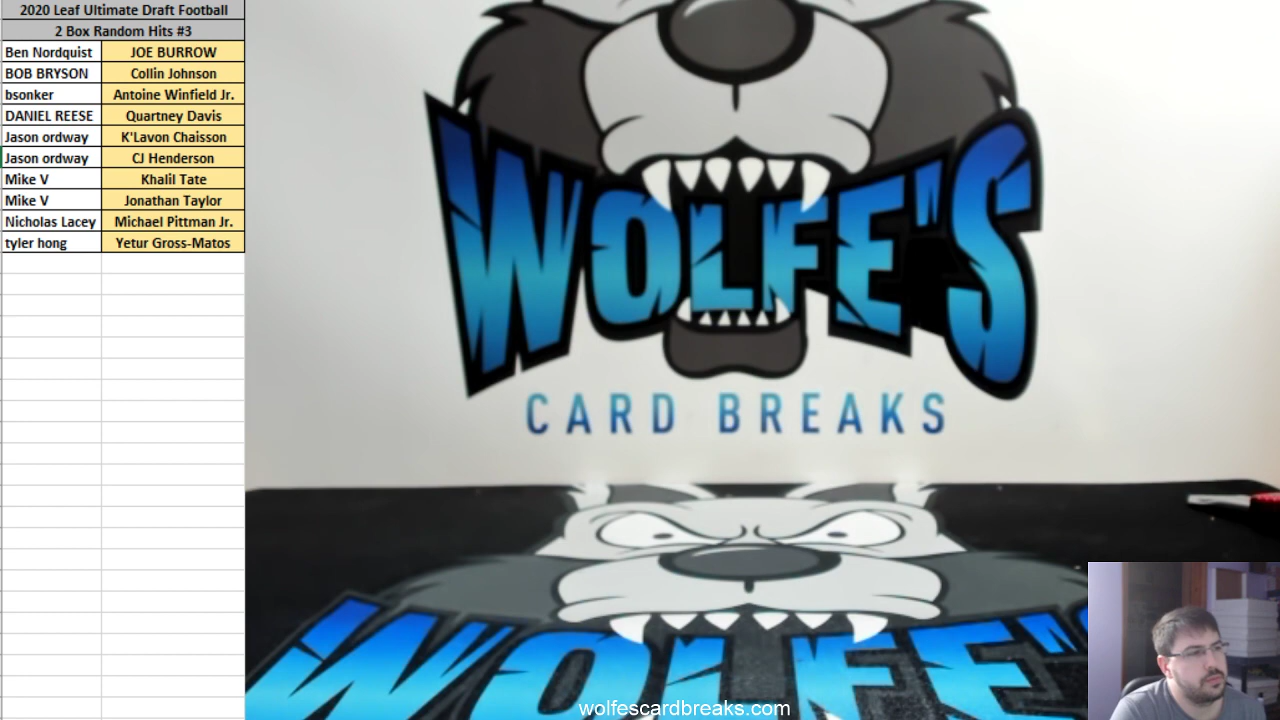 2020 Leaf Ultimate Draft Football
2 Box Random Hits #3
Ben Nordquist JOE BURROW
BOB BRYSON Collin Johnson
bsonker Antoine Winfield Jr.
DANIEL REESE Quartney Davis
Jason ordway K'Lavon Chaisson
Jason ordway CJ Henderson
Mike V Khalil Tate
Mike V Jonathan Taylor
Nicholas Lacey Michael Pittman Jr.
tyler hong Yetur Gross-Matos
WOLFE'S
CARD BREAKS
WOLFE'
wolfescardbreaks.com